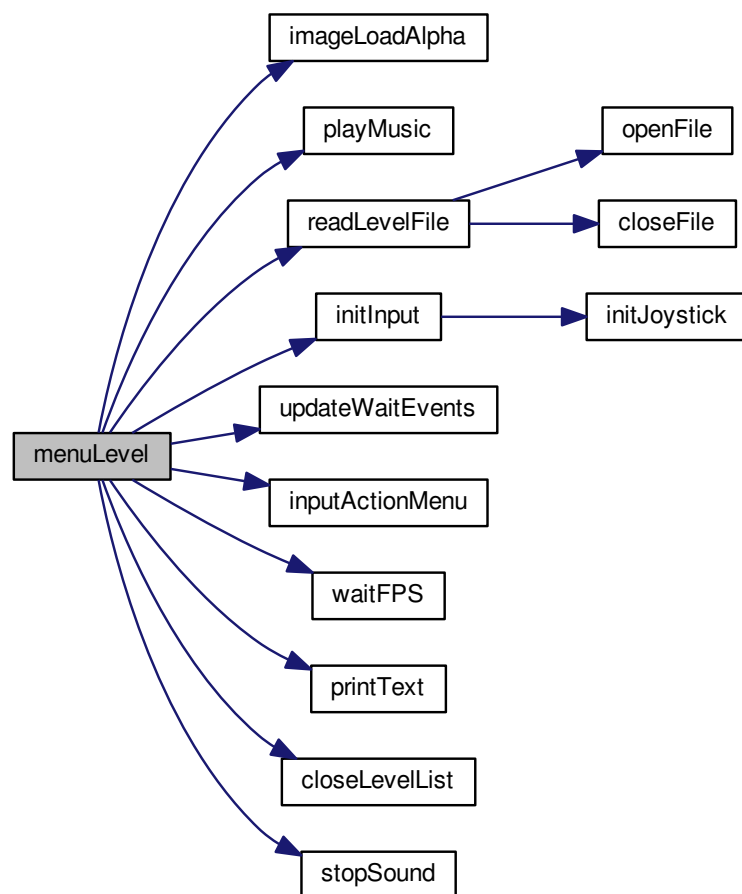 imageLoadAlpha
playMusic
openFile
readLevelFile
closeFile
initInput
initJoystick
updateWaitEvents
menuLevel
inputActionMenu
waitFPS
printText
closeLevelList
stopSound